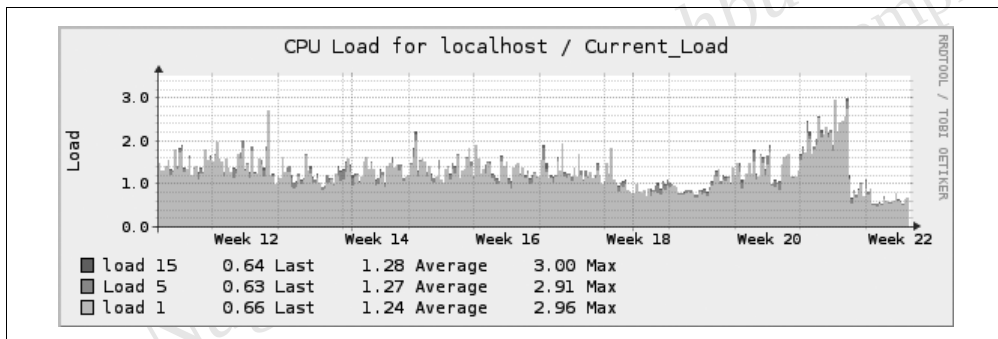 CPU Load for localhost / Current_Load
RRDTOOL / TOBI OETIKER
Load
3.0
2.0
1.0
0.0
Week 12 Week 14 Week 16 Week 18 Week 20 Week 22
load 15 0.64 Last 1.28 Average 3.00 Max
Load 5 0.63 Last 1.27 Average 2.91 Max
load 1 0.66 Last 1.24 Average 2.96 Max